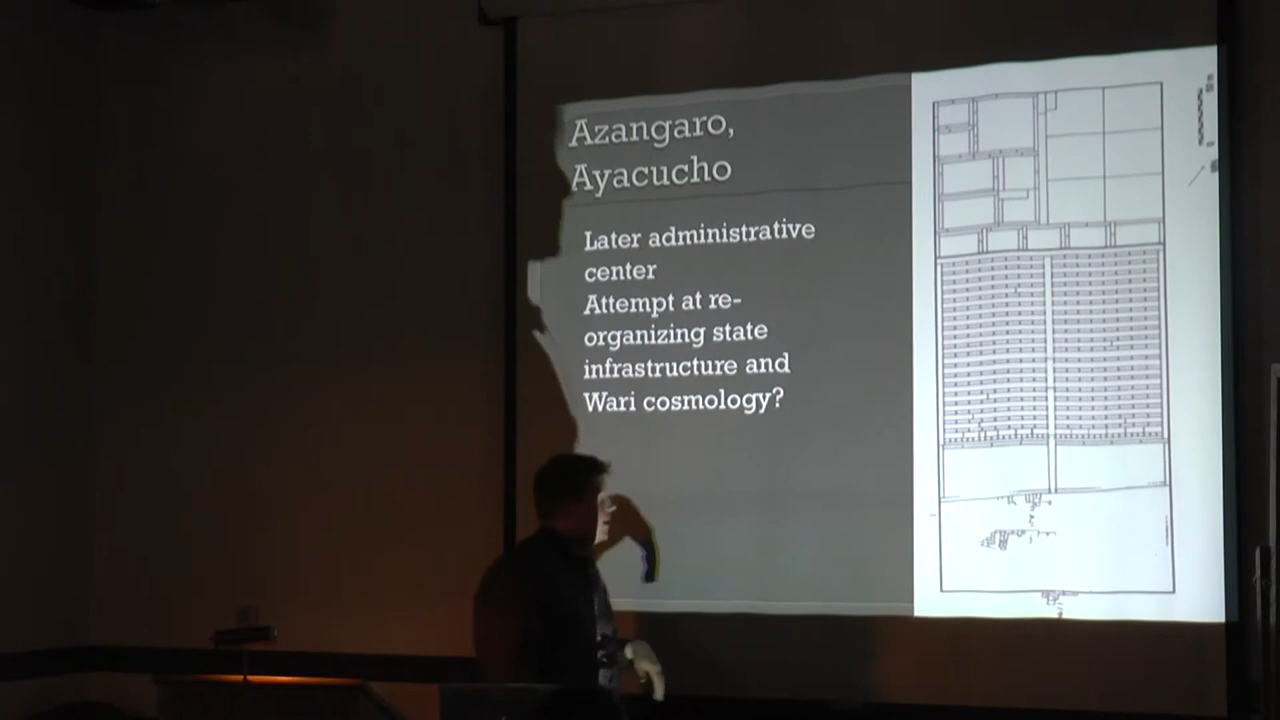 Azangaro,
Ayacucho
Later administrative
center
Attempt at re-
organizing state
infrastructure and
Wari cosmology?